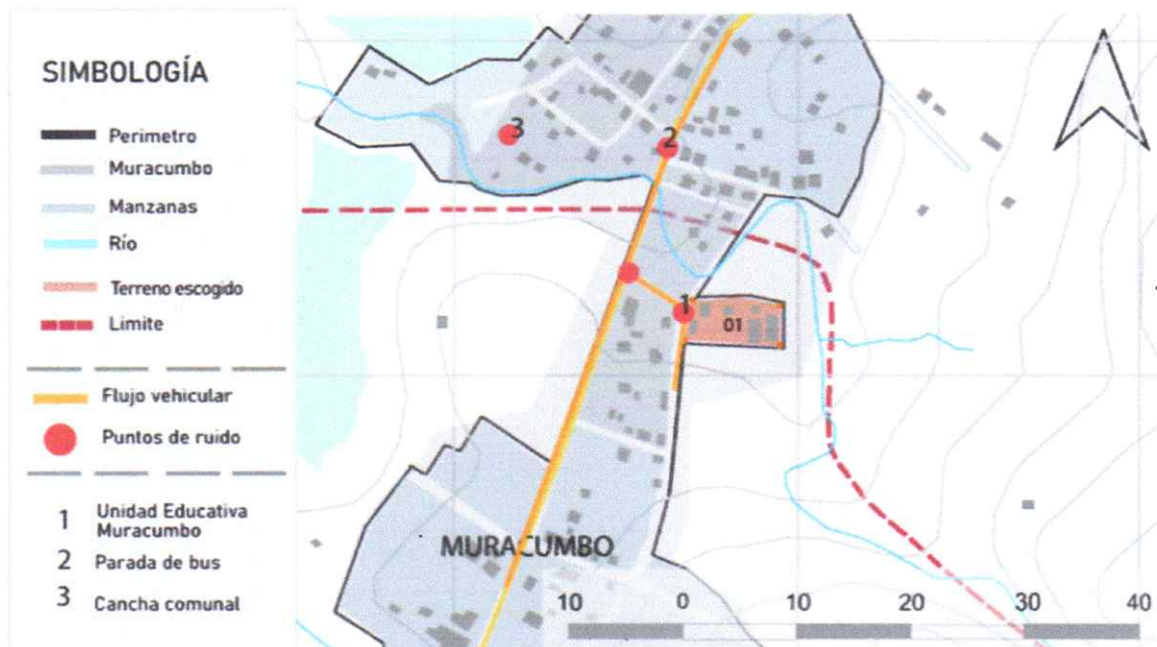 SIMBOLOGÍA
Perimetro
Muracumbo
Manzanas
Río
Terreno escogido
Limite
Flujo vehicular
Puntos de ruido
1 Unidad Educativa
Muracumbo
2 Parada de bus
3 Cancha comunal
3
2
1
01
MURACUMBO
10 0 10 20 30 40